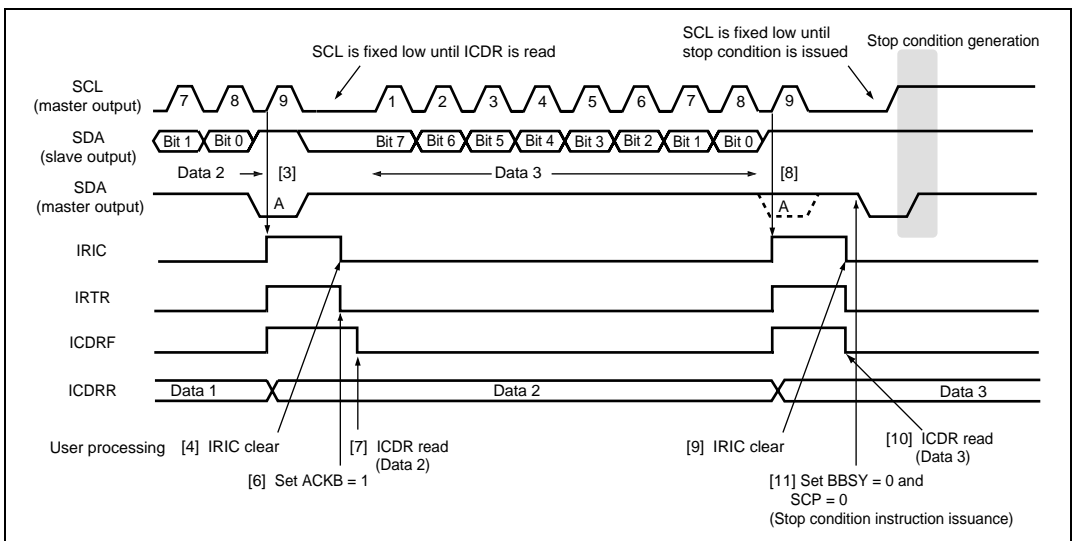 SCL is fixed low until ICDR is read
SCL is fixed low until
stop condition is issued
Stop condition generation
SCL
(master output)
7 8 9 1 2 3 4 5 6 7 8 9
SDA
(slave output)
Bit 1 Bit 0 Bit 7 Bit 6 Bit 5 Bit 4 Bit 3 Bit 2 Bit 1 Bit 0
Data 2 [3] Data 3 [8]
SDA
(master output)
A A
IRIC
IRTR
ICDRF
ICDRR
Data 1 Data 2 Data 3
User processing
[4] IRIC clear
[7] ICDR read
(Data 2)
[6] Set ACKB = 1
[9] IRIC clear
[10] ICDR read
(Data 3)
[11] Set BBSY = 0 and
SCP = 0
(Stop condition instruction issuance)